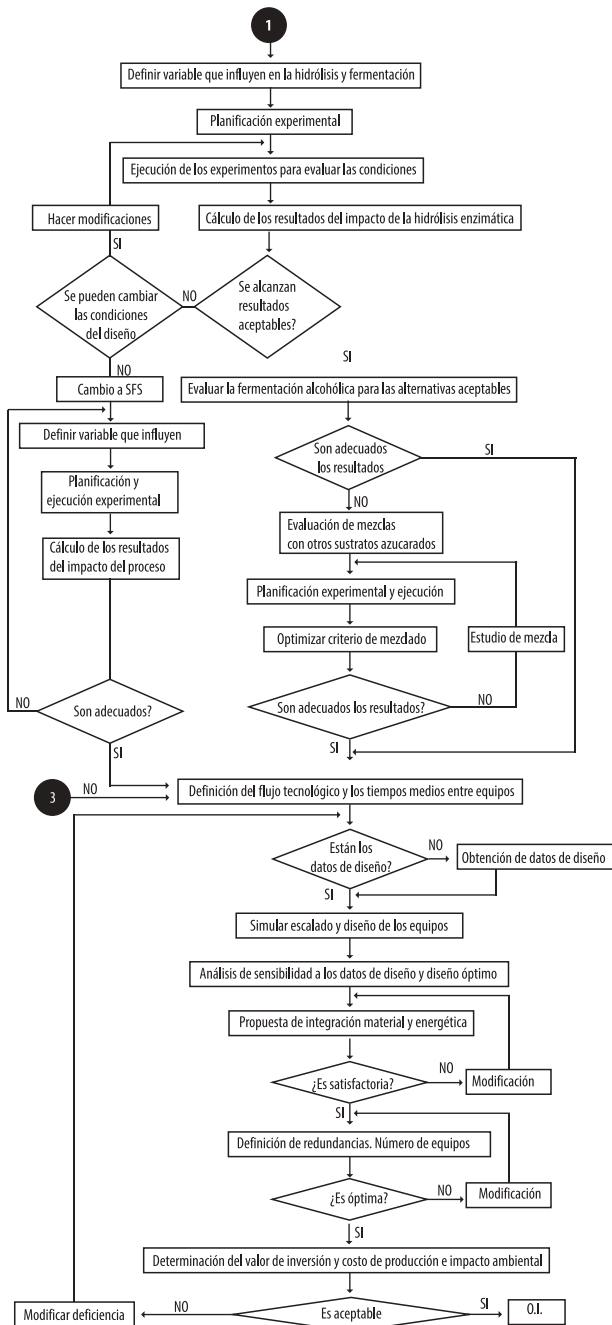 1
Definir variable que influyen en la hidrólisis y fermentación
Planificación experimental
Ejecución de los experimentos para evaluar las condiciones
Hacer modificaciones
Cálculo de los resultados del impacto de la hidrólisis enzimática
SI
Se pueden cambiar
las condiciones
del diseño
NO
Se alcanzan
resultados
aceptables?
NO
SI
Cambio a SFS
Evaluar la fermentación alcohólica para las alternativas aceptables
Definir variable que influyen
Son adecuados
los resultados
SI
Planificación y
ejecución experimental
NO
Evaluación de mezclas
con otros sustratos azucarados
Cálculo de los resultados
del impacto del proceso
Planificación experimental y ejecución
Optimizar criterio de mezclado
Estudio de mezcla
NO
Son adecuados?
Son adecuados los resultados?
NO
SI
SI
3
NO
Definición del flujo tecnológico y los tiempos medios entre equipos
Están los
datos de diseño?
NO
Obtención de datos de diseño
SI
Simular escalado y diseño de los equipos
Análisis de sensibilidad a los datos de diseño y diseño óptimo
Propuesta de integración material y energética
¿Es satisfactoria?
NO
Modificación
SI
Definición de redundancias. Número de equipos
¿Es óptima?
NO
Modificación
SI
Determinación del valor de inversión y costo de producción e impacto ambiental
Modificar deficiencia
NO
Es aceptable
SI
O.I.